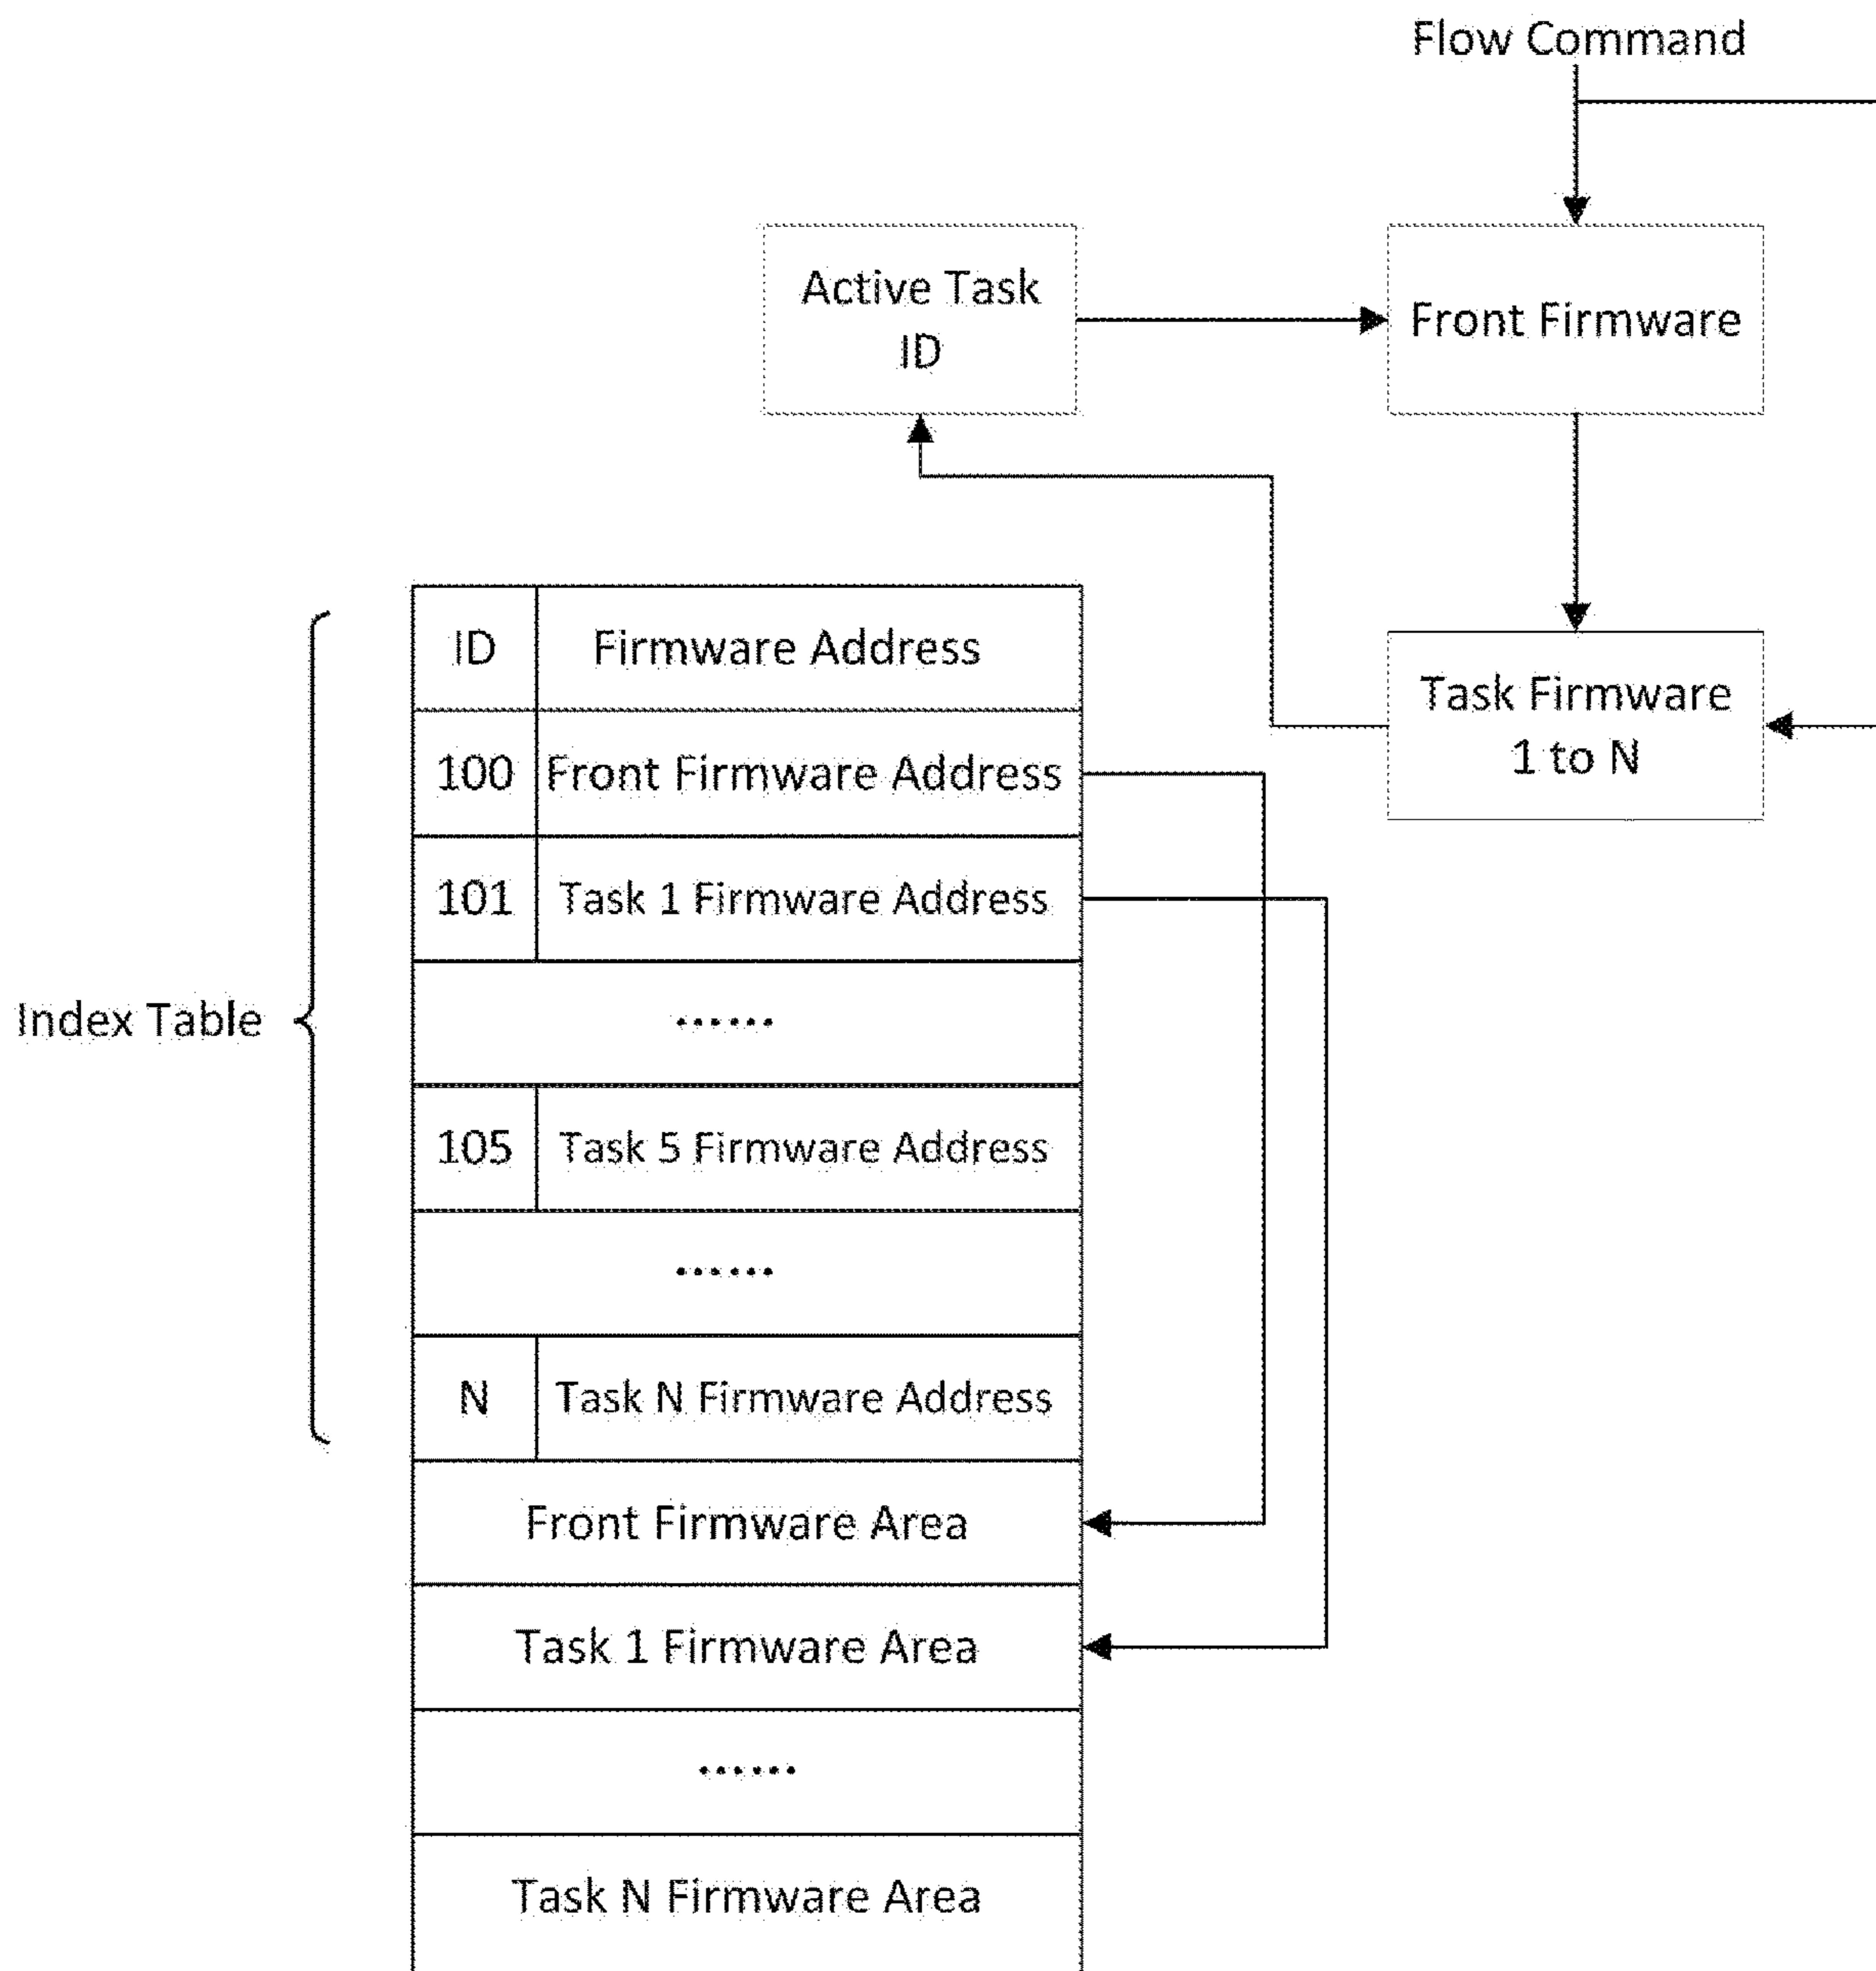 Flow Command
Active Task
ID
Front Firmware
Task Firmware
1 to N
Index Table
ID Firmware Address
100 Front Firmware Address
101 Task 1 Firmware Address
......
105 Task 5 Firmware Address
......
N Task N Firmware Address
Front Firmware Area
Task 1 Firmware Area
......
Task N Firmware Area